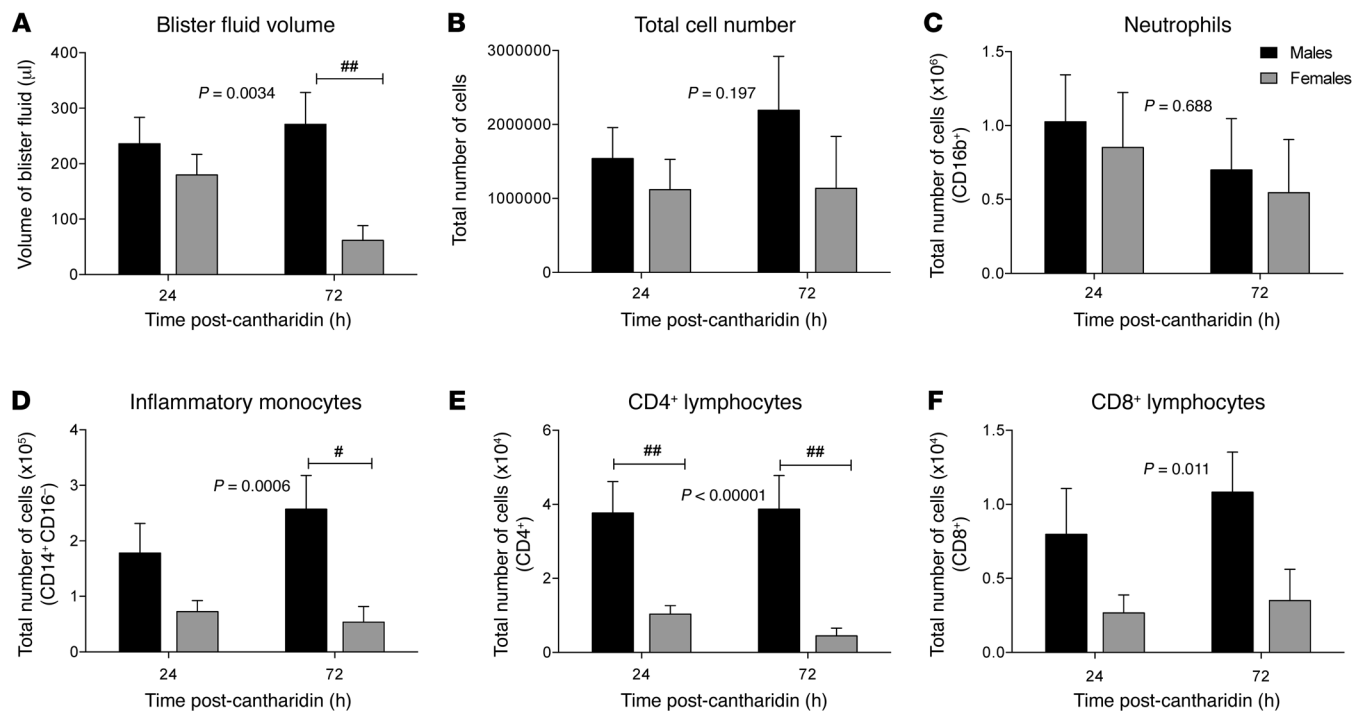 A Blister fluid volume
Volume of blister fluid (μl)
400
300
200
100
0
P = 0.0034
##
24 72
Time post-cantharidin (h)
B Total cell number
Total number of cells
3000000
2000000
1000000
0
P = 0.197
24 72
Time post-cantharidin (h)
C Neutrophils
Total number of cells (x10⁶)
(CD16b⁺)
1.5
1.0
0.5
0.0
P = 0.688
Males
Females
24 72
Time post-cantharidin (h)
D Inflammatory monocytes
Total number of cells (x10⁵)
(CD14⁺ CD16⁻)
4
3
2
1
0
P = 0.0006
#
24 72
Time post-cantharidin (h)
E CD4⁺ lymphocytes
Total number of cells (x10⁴)
(CD4⁺)
6
4
2
0
##
##
P < 0.00001
24 72
Time post-cantharidin (h)
F CD8⁺ lymphocytes
Total number of cells (x10⁴)
(CD8⁺)
1.5
1.0
0.5
0.0
P = 0.011
24 72
Time post-cantharidin (h)